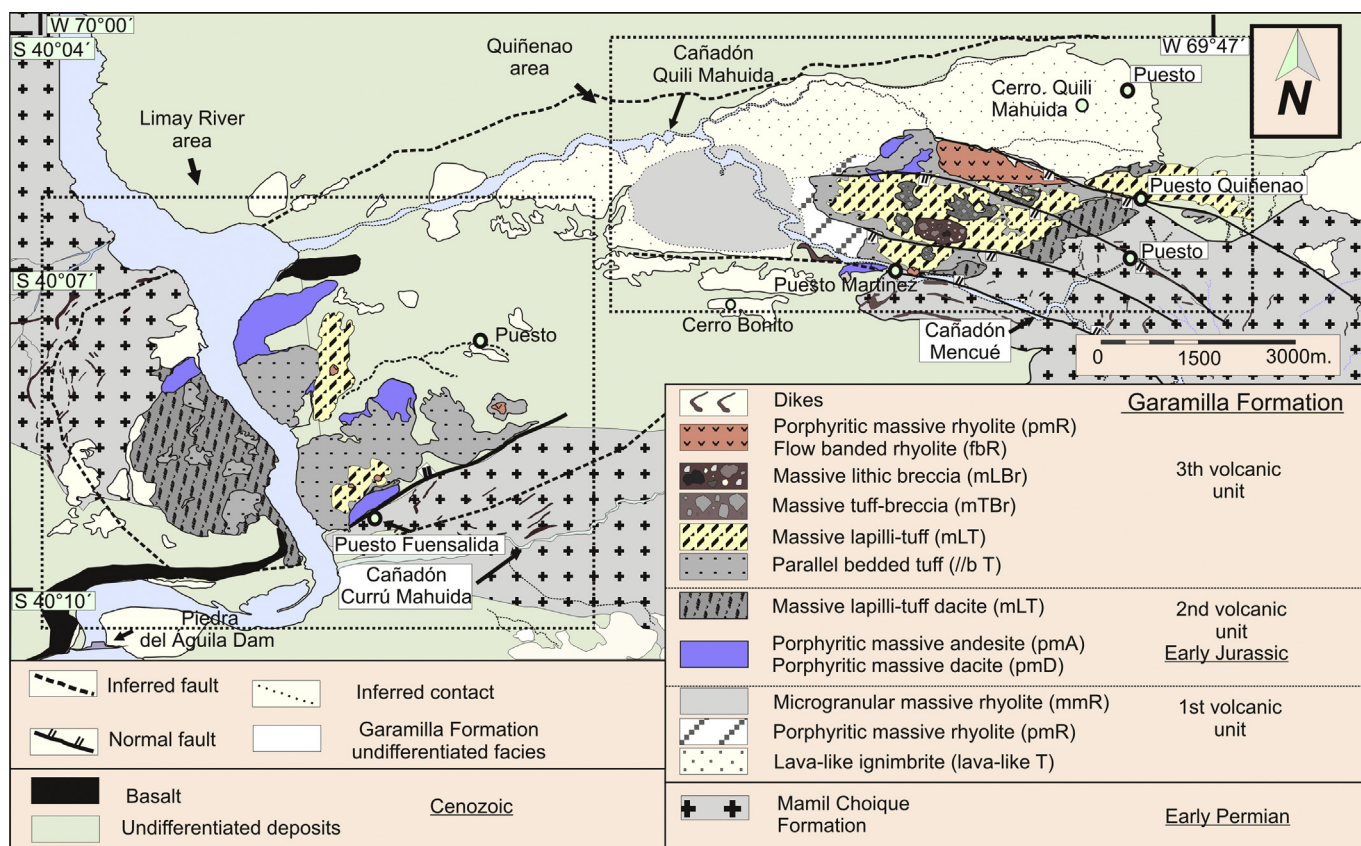 W 70°00´
S 40°04´
Quiñenao
area
Cañadón
Quili Mahuida
W 69°47´
N
Limay River
area
Cerro. Quili
Mahuida
Puesto
Puesto Quiñenao
Puesto
S 40°07´
Puesto Martínez
Cerro Bonito
Cañadón
Mencué
0 1500 3000m.
Puesto
Puesto Fuensalida
Cañadón
Currú Mahuida
S 40°10´
Piedra
del Águila Dam
Inferred fault
Inferred contact
Normal fault
Garamilla Formation
undifferentiated facies
Basalt
Undifferentiated deposits
Cenozoic
Dikes
Garamilla Formation
Porphyritic massive rhyolite (pmR)
Flow banded rhyolite (fbR)
Massive lithic breccia (mLBr)
3th volcanic
unit
Massive tuff-breccia (mTBr)
Massive lapilli-tuff (mLT)
Parallel bedded tuff (//b T)
Massive lapilli-tuff dacite (mLT)
2nd volcanic
unit
Early Jurassic
Porphyritic massive andesite (pmA)
Porphyritic massive dacite (pmD)
Microgranular massive rhyolite (mmR)
1st volcanic
unit
Porphyritic massive rhyolite (pmR)
Lava-like ignimbrite (lava-like T)
Mamil Choique
Formation
Early Permian